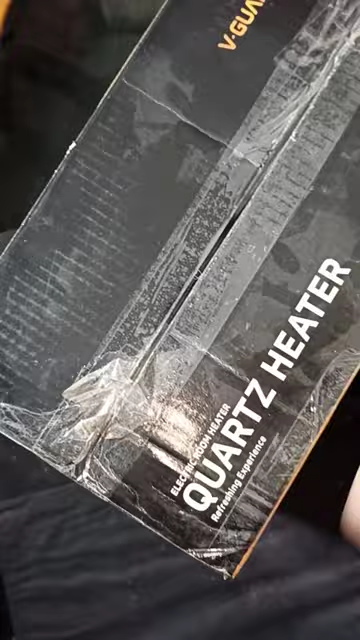 V-GUA
ELECTRIC ROOM HEATER
QUARTZ HEATER
Refreshing Experience